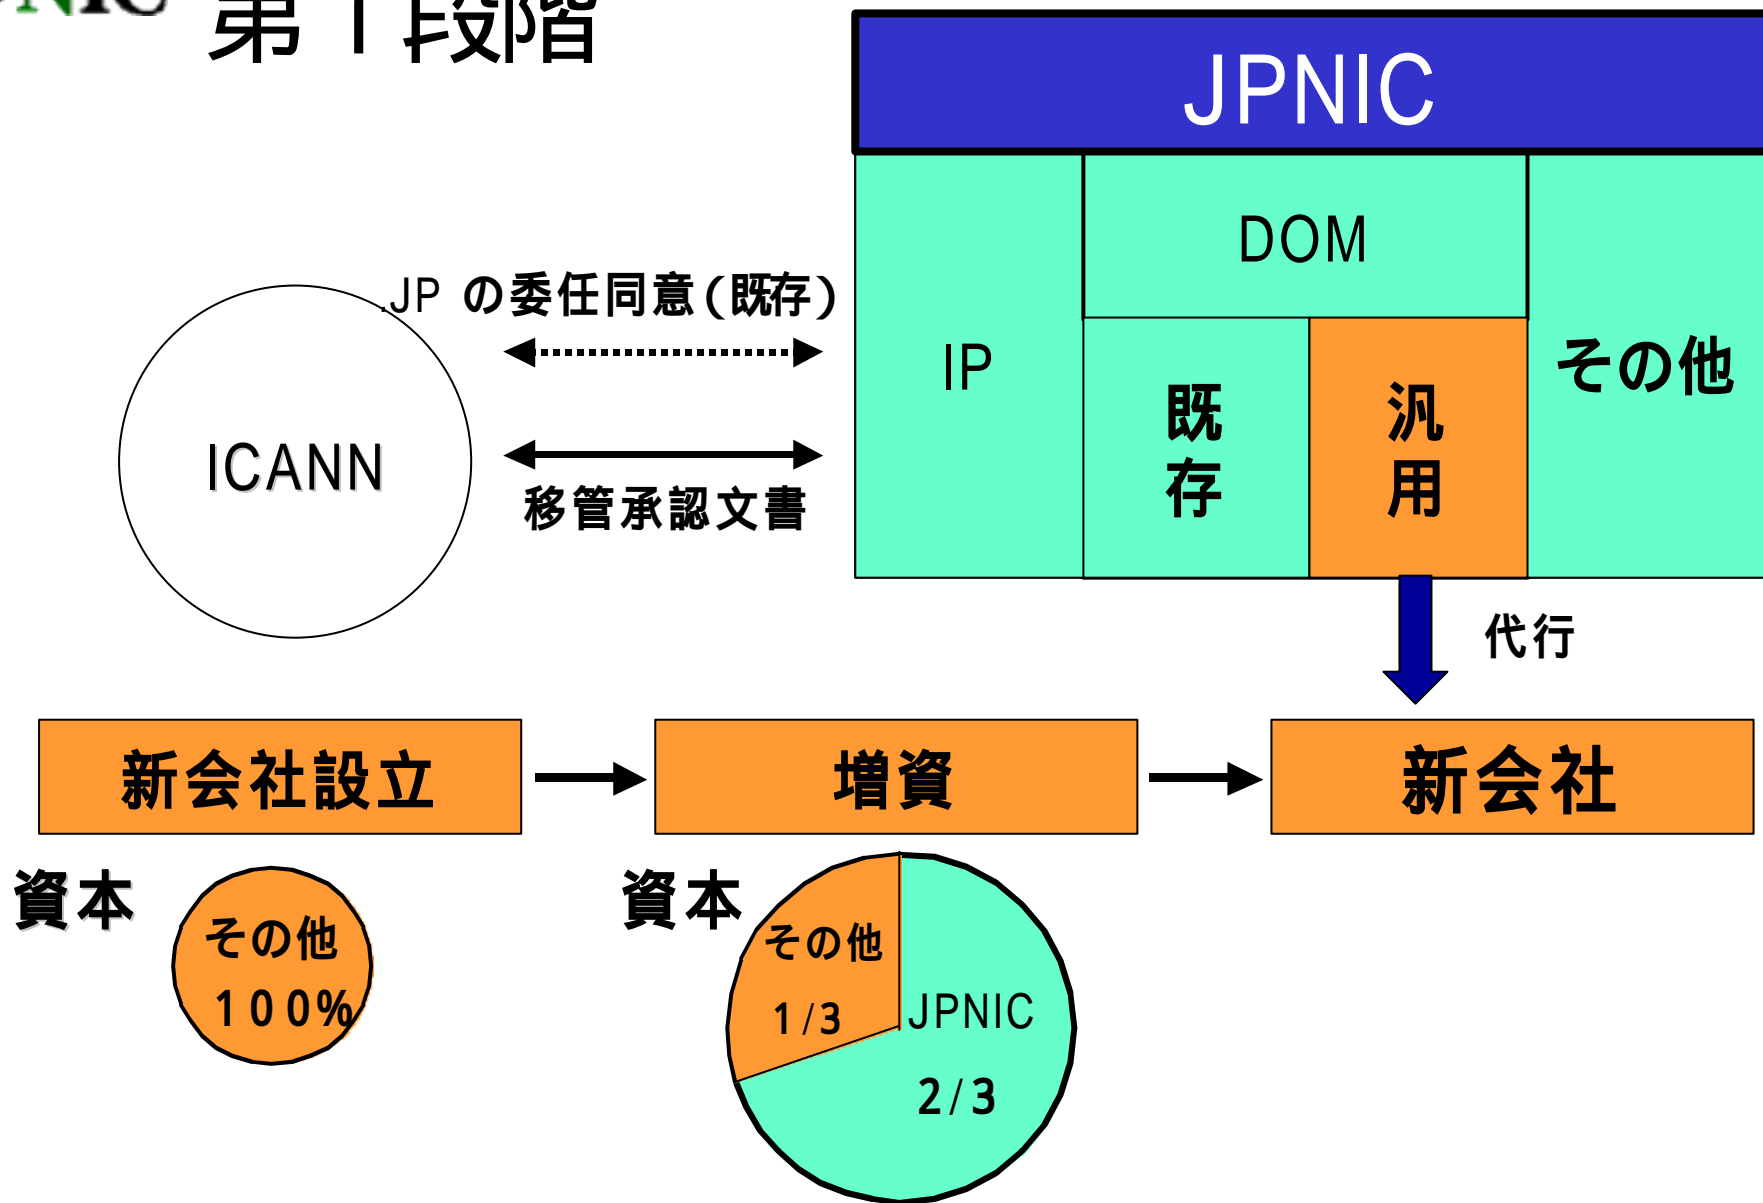 第1段階
JPNIC
DOM
IP
既存
汎用
その他
.JP の委任同意(既存)
ICANN
移管承認文書
代行
新会社設立
増資
新会社
資本
その他
100%
資本
その他
1/3
JPNIC
2/3